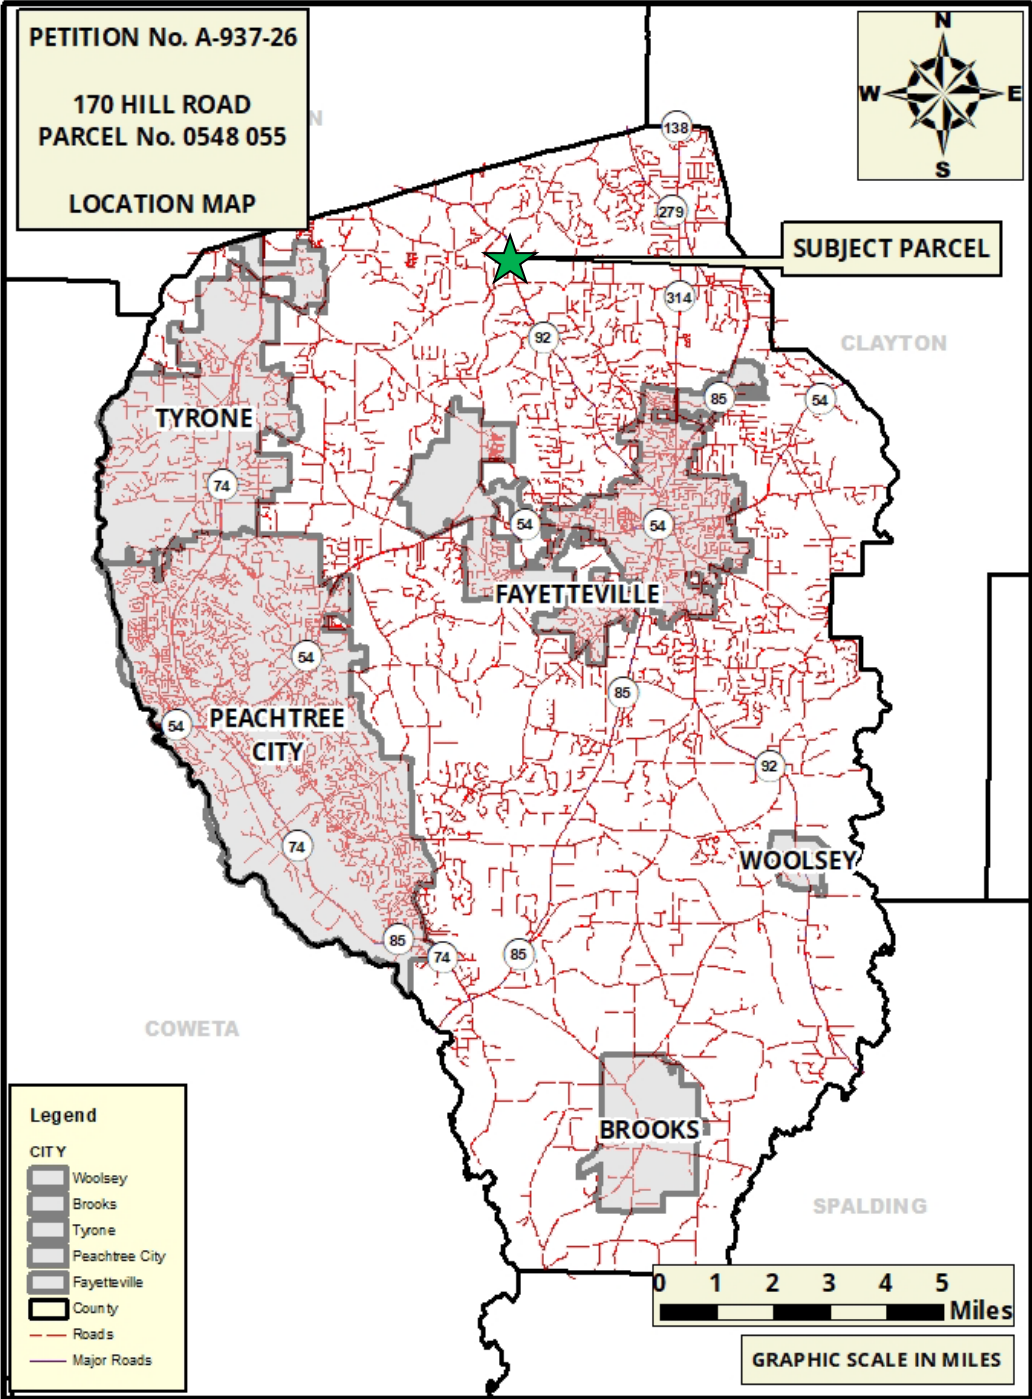 PETITION No. A-937-26
170 HILL ROAD
PARCEL No. 0548 055
LOCATION MAP
N
W
E
S
N
138
279
SUBJECT PARCEL
314
92
CLAYTON
85
54
TYRONE
74
54
54
FAYETTEVILLE
54
85
54
PEACHTREE
CITY
92
74
WOOLSEY
85
74
85
COWETA
BROOKS
SPALDING
Legend
CITY
Woolsey
Brooks
Tyrone
Peachtree City
Fayetteville
County
Roads
Major Roads
0 1 2 3 4 5
Miles
GRAPHIC SCALE IN MILES